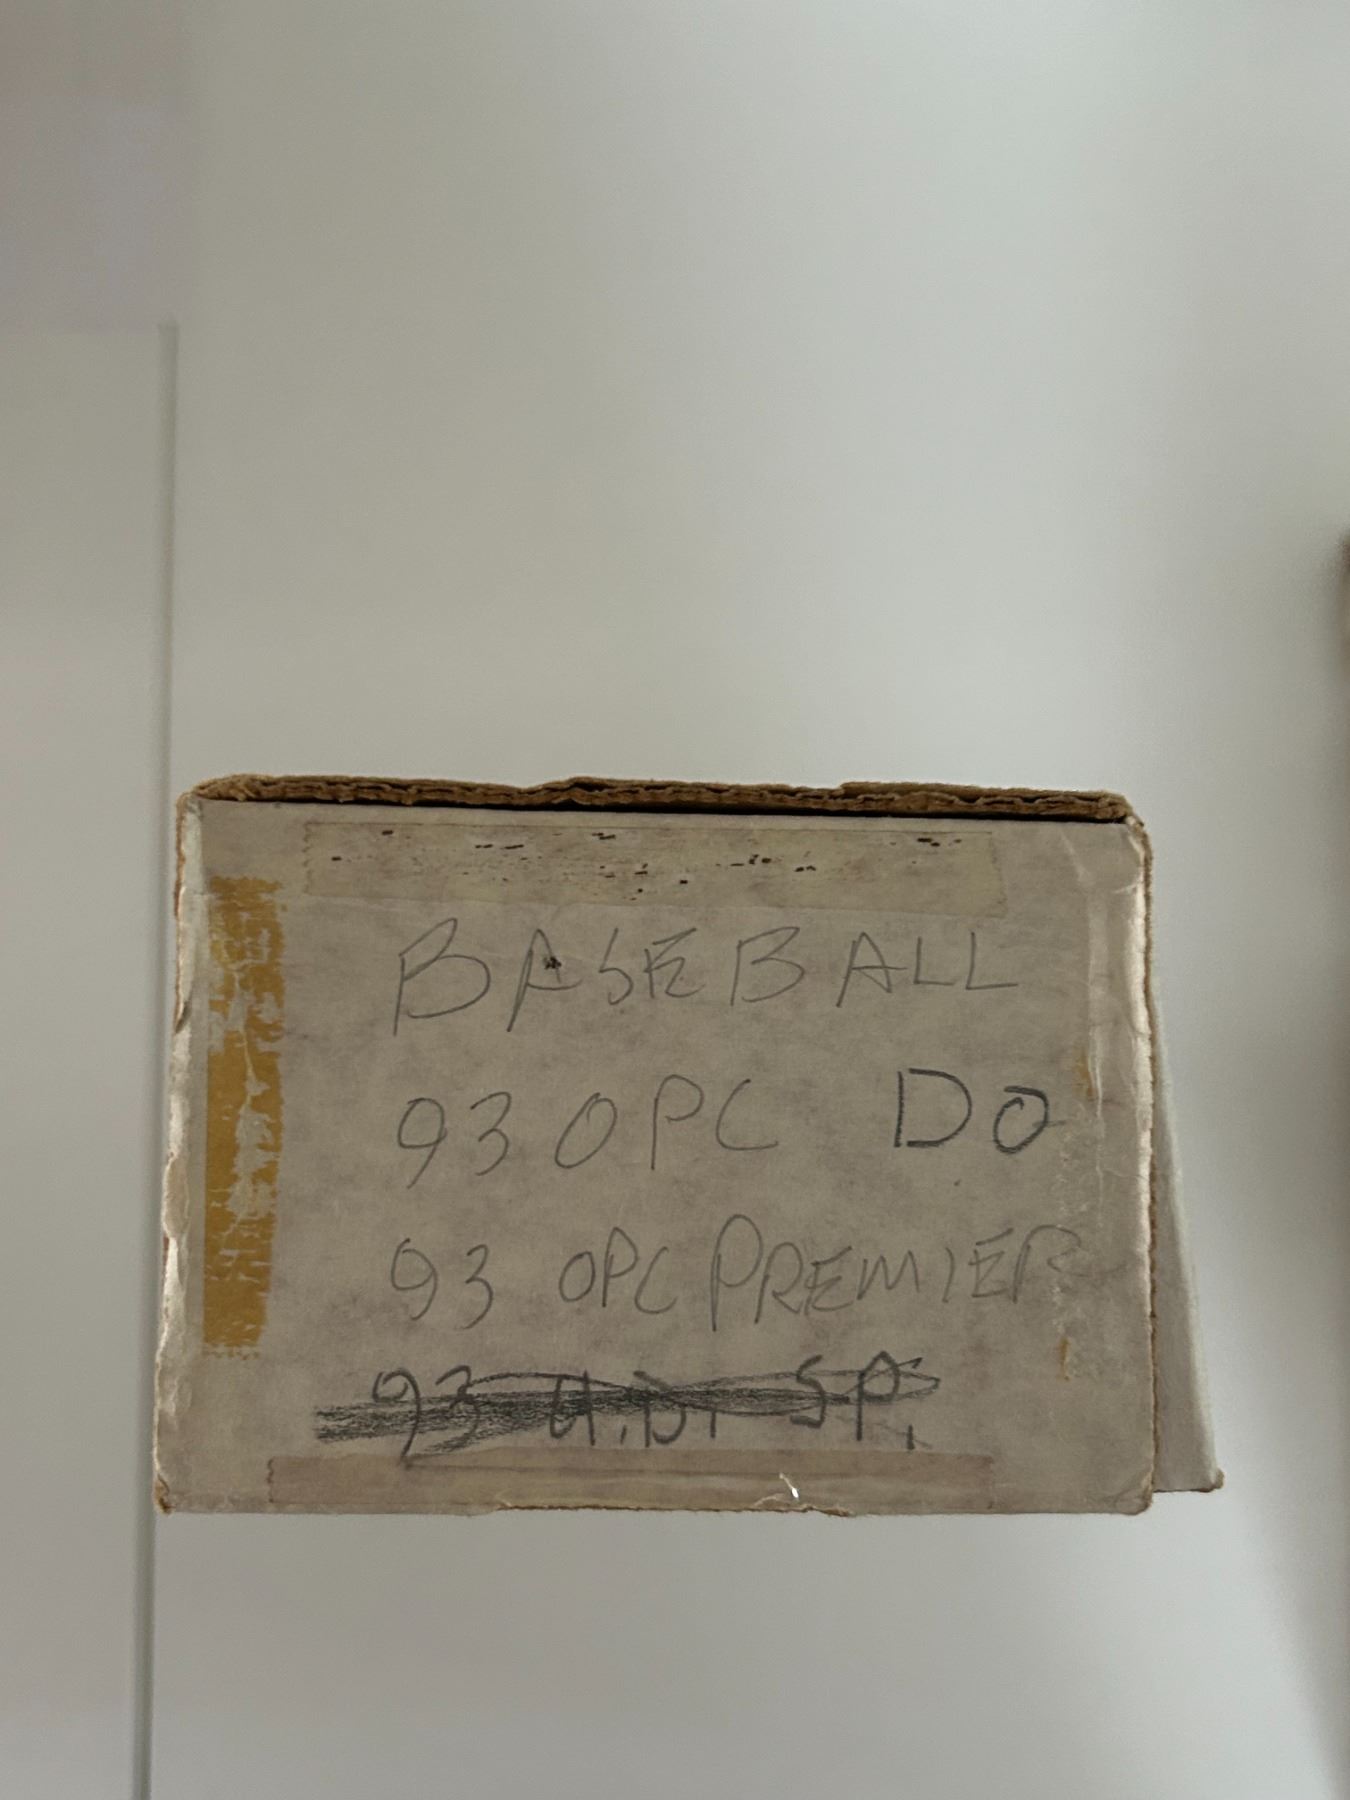 BASEBALL
93 OPC DO
93 OPC PREMIER
93 U.D. SP.